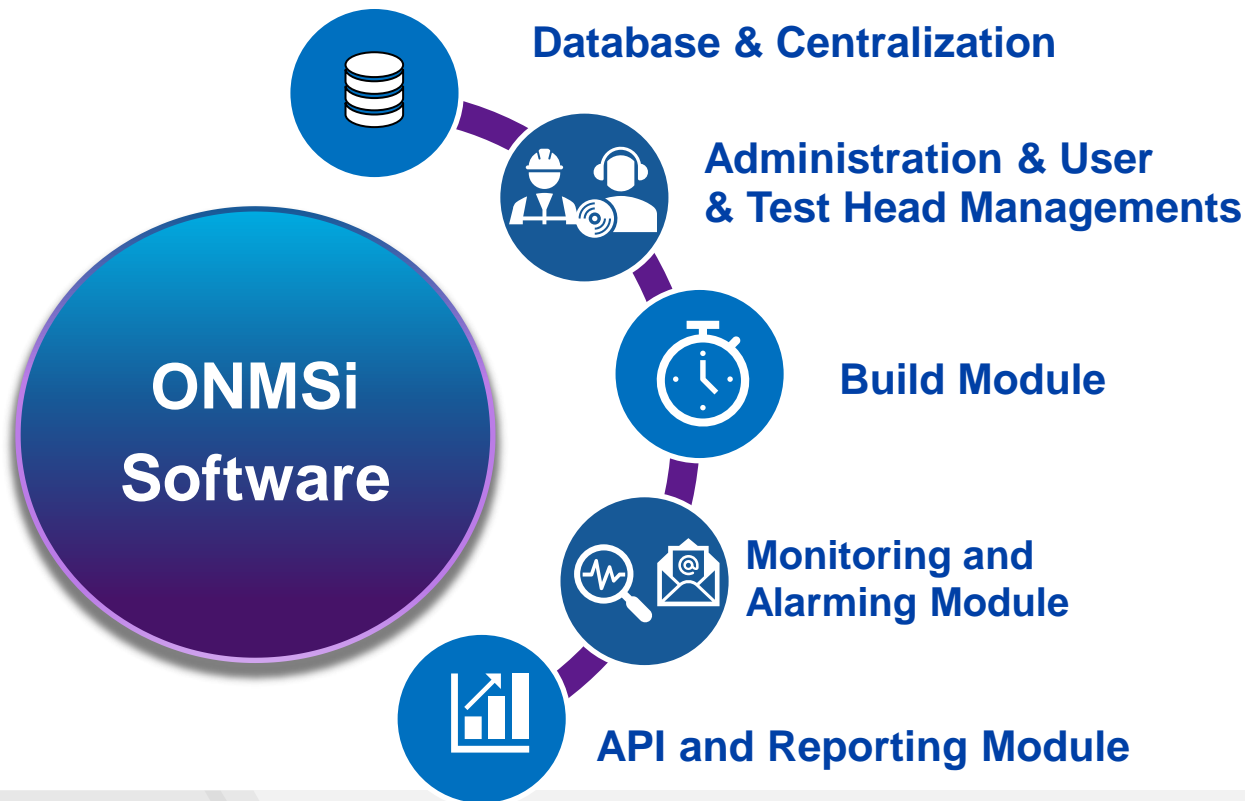 Database & Centralization
Administration & User
& Test Head Managements
ONMSi
Software
Build Module
@
Monitoring and
Alarming Module
API and Reporting Module